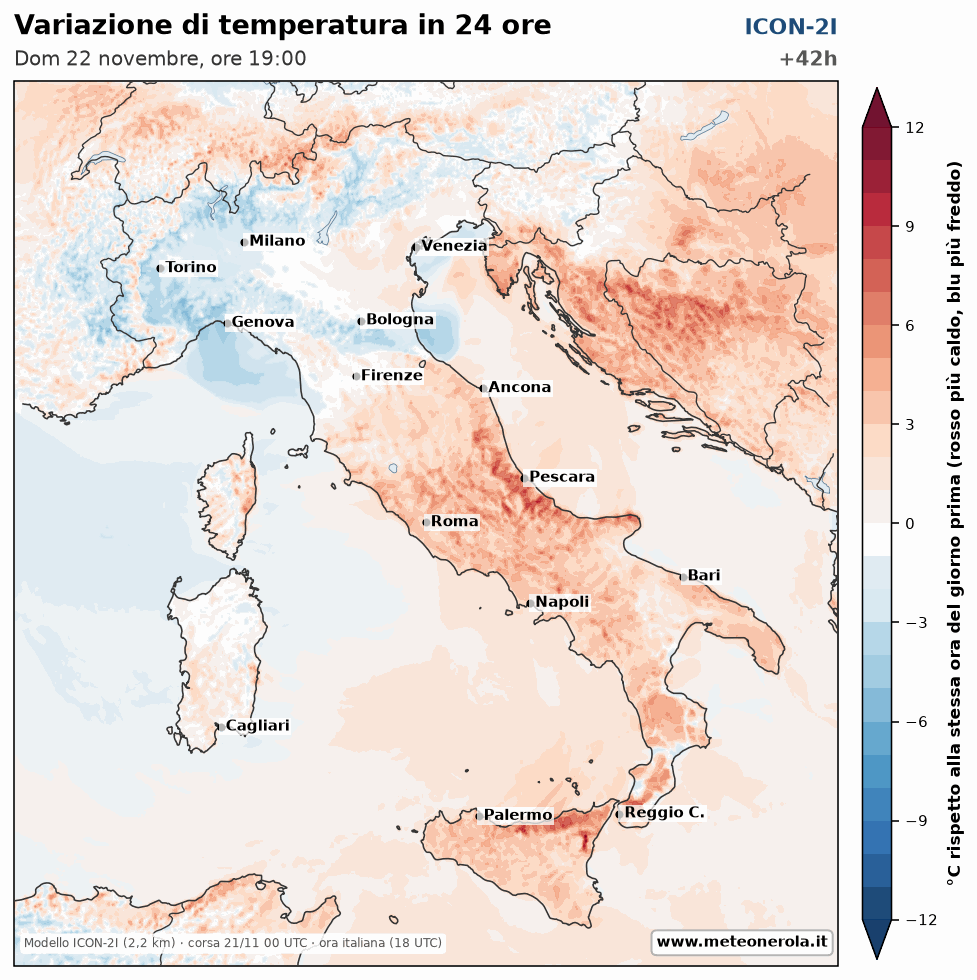 Variazione di temperatura in 24 ore
ICON-2I
Dom 22 novembre, ore 19:00
+42h
Milano
Venezia
Torino
Genova
Bologna
Firenze
Ancona
Pescara
Roma
Bari
Napoli
Cagliari
Palermo
Reggio C.
12
9
6
3
0
−3
−6
−9
−12
°C rispetto alla stessa ora del giorno prima (rosso più caldo, blu più freddo)
Modello ICON-2I (2,2 km) · corsa 21/11 00 UTC · ora italiana (18 UTC)
www.meteonerola.it